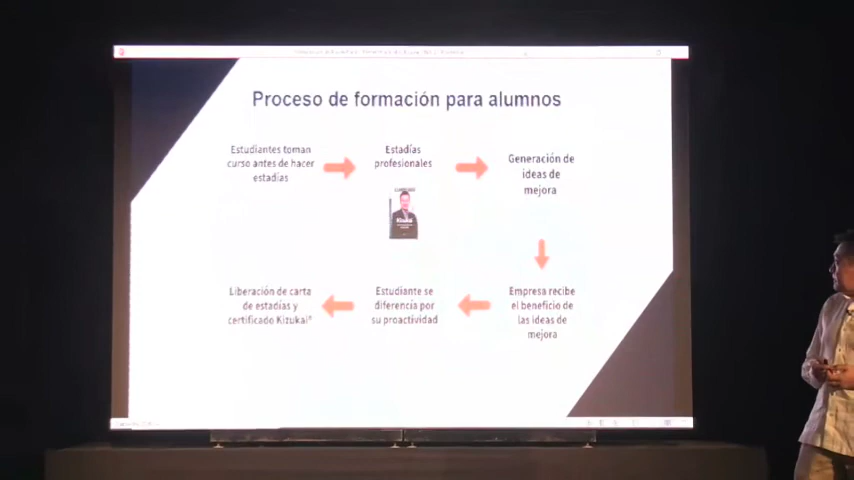 Proceso de formación para alumnos
Estudiantes toman
curso antes de hacer
estadías
Estadías
profesionales
Generación de
ideas de
mejora
Kizukai
Liberación de carta
de estadías y
certificado Kizukai®
Estudiante se
diferencia por
su proactividad
Empresa recibe
el beneficio de
las ideas de
mejora